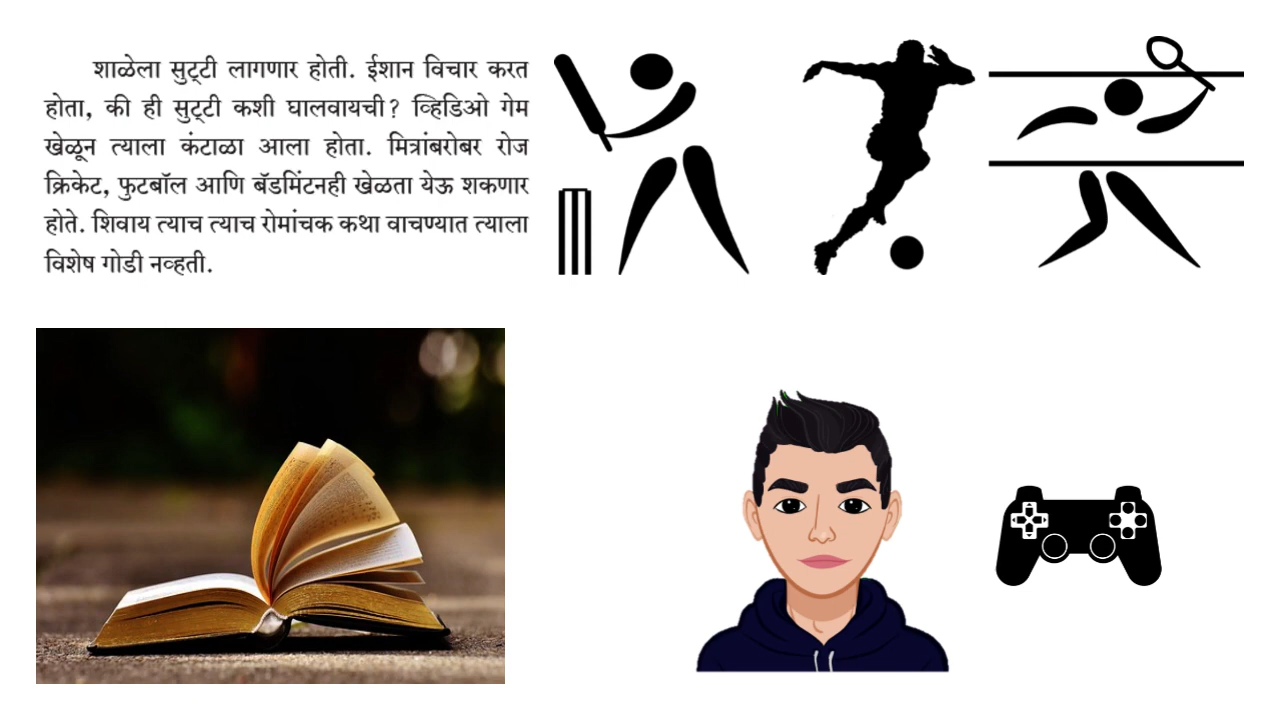 शाळेला सुट्टी लागणार होती. ईशान विचार करत
होता, की ही सुट्टी कशी घालवायची? व्हिडिओ गेम
खेळून त्याला कंटाळा आला होता. मित्रांबरोबर रोज
क्रिकेट, फुटबॉल आणि बॅडमिंटनही खेळता येऊ शकणार
होते. शिवाय त्याच त्याच रोमांचक कथा वाचण्यात त्याला
विशेष गोडी नव्हती.